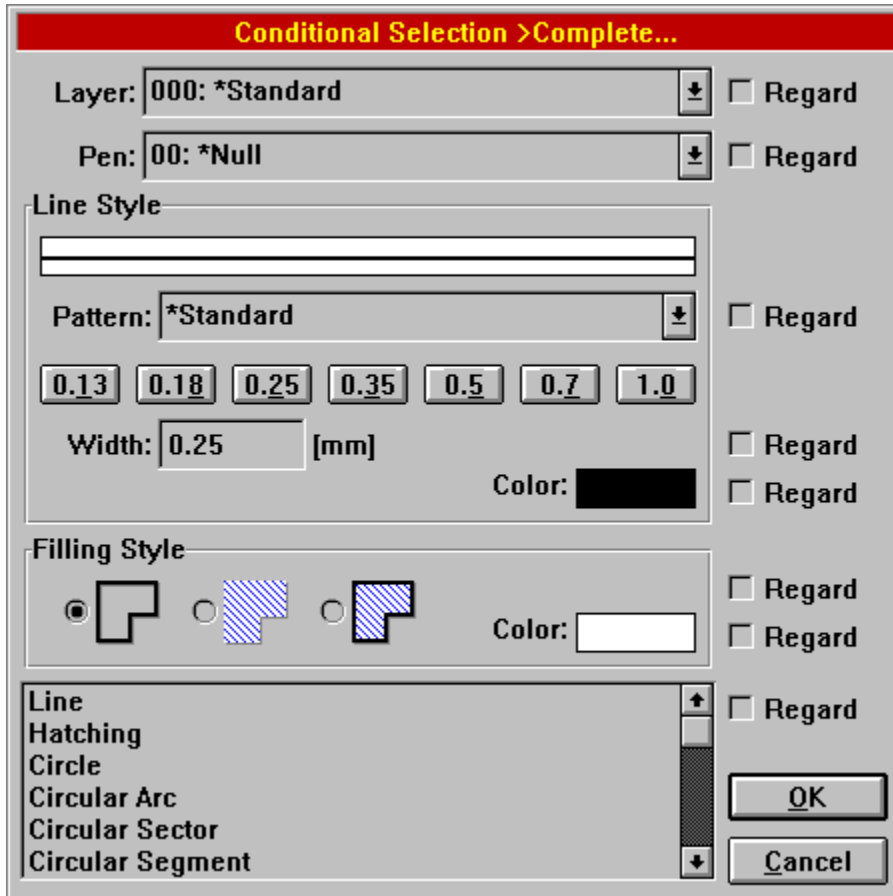 Conditional Selection >Complete...
Layer: 000: *Standard Regard
Pen: 00: *Null Regard
Line Style
Pattern: *Standard Regard
0.13 0.18 0.25 0.35 0.5 0.7 1.0
Width: 0.25 [mm] Regard
Color: Regard
Filling Style
Regard
Color: Regard
Line Regard
Hatching
Circle
Circular Arc OK
Circular Sector
Circular Segment Cancel